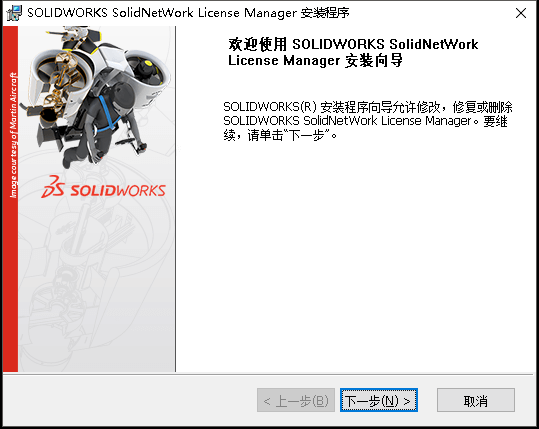 SOLIDWORKS SolidNetWork License Manager 安装程序
Image courtesy of Martin Aircraft
SOLIDWORKS
欢迎使用 SOLIDWORKS SolidNetWork
License Manager 安装向导
SOLIDWORKS(R) 安装程序向导允许修改，修复或删除
SOLIDWORKS SolidNetWork License Manager。要继
续，请单击“下一步”。
< 上一步(B)
下一步(N) >
取消